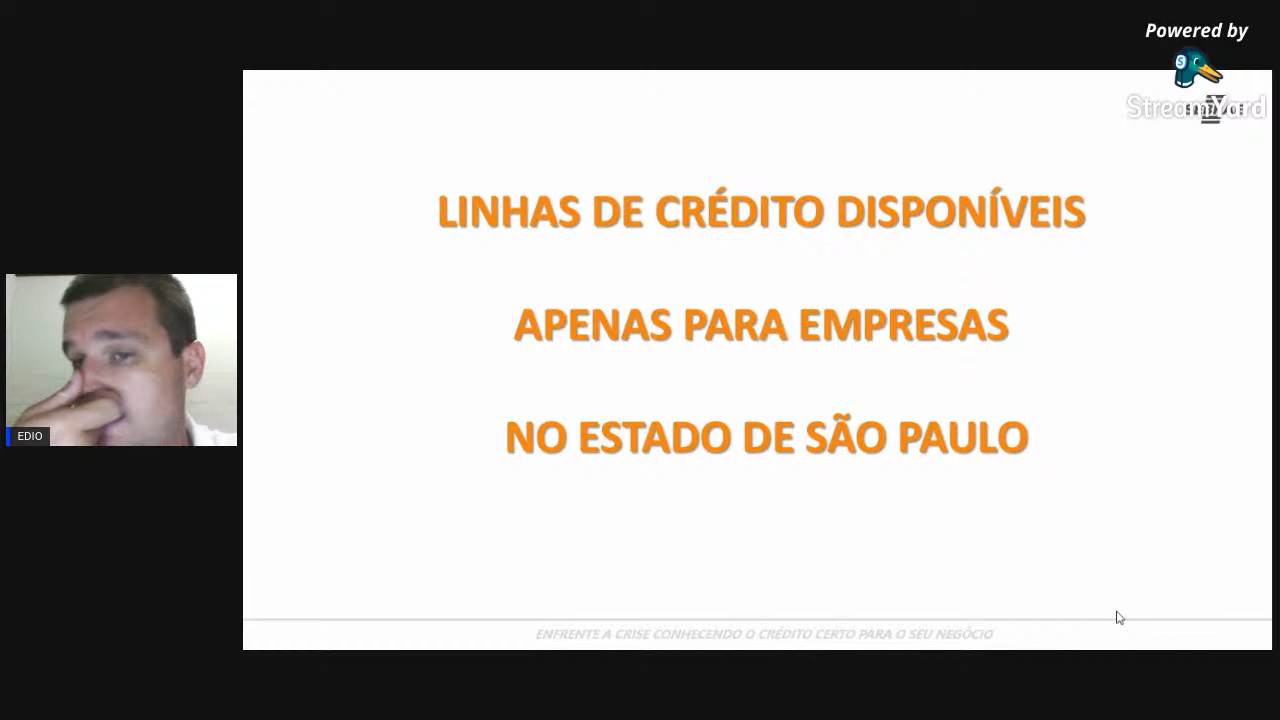 Powered by
StreamYard
LINHAS DE CRÉDITO DISPONÍVEIS
APENAS PARA EMPRESAS
NO ESTADO DE SÃO PAULO
EDIO
ENFRENTE A CRISE CONHECENDO O CRÉDITO CERTO PARA O SEU NEGÓCIO